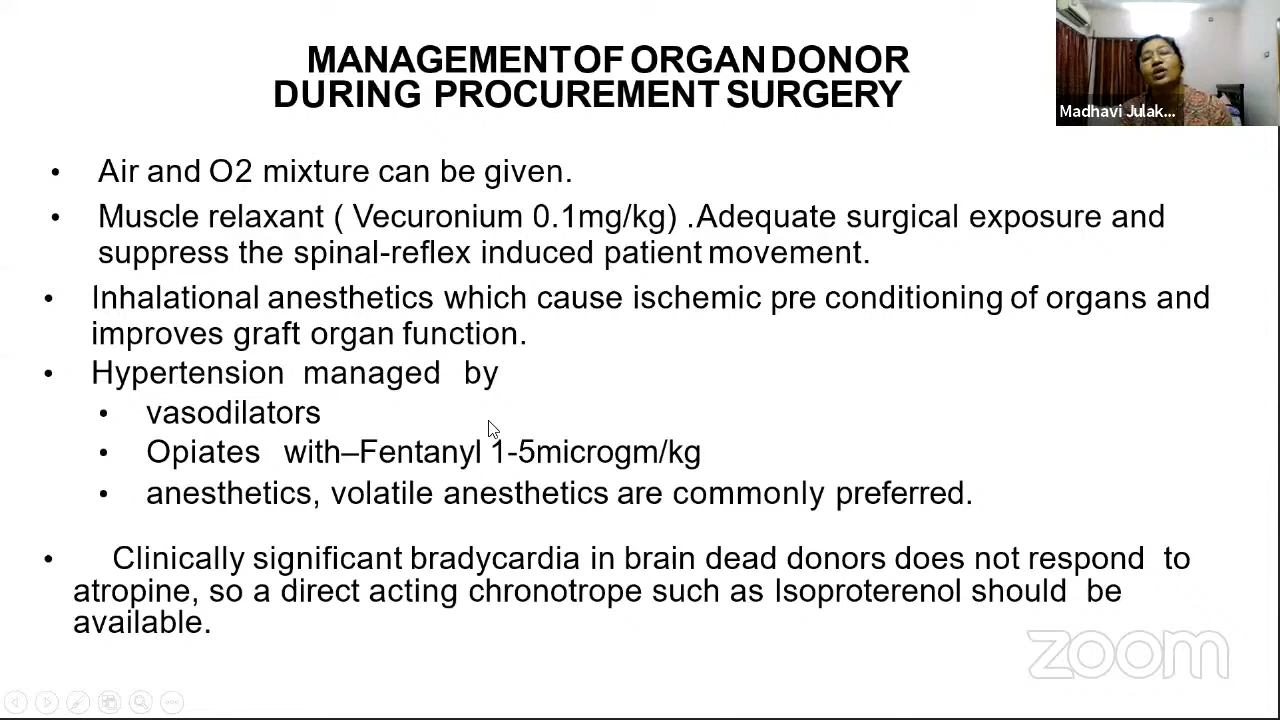 MANAGEMENT OF ORGAN DONOR
DURING PROCUREMENT SURGERY
Madhavi Julak...
• Air and O2 mixture can be given.
• Muscle relaxant ( Vecuronium 0.1mg/kg) .Adequate surgical exposure and
suppress the spinal-reflex induced patient movement.
• Inhalational anesthetics which cause ischemic pre conditioning of organs and
improves graft organ function.
• Hypertension managed by
• vasodilators
• Opiates with–Fentanyl 1-5microgm/kg
• anesthetics, volatile anesthetics are commonly preferred.
• Clinically significant bradycardia in brain dead donors does not respond to
atropine, so a direct acting chronotrope such as Isoproterenol should be
available.
zoom